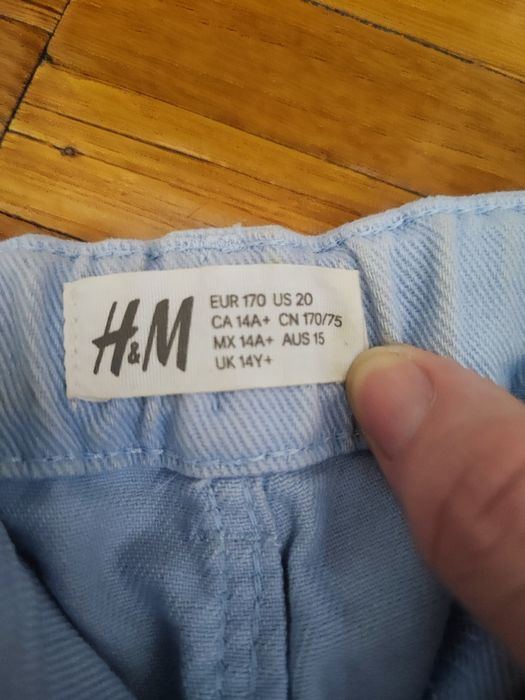 H&M
EUR 170 US 20
CA 14A+ CN 170/75
MX 14A+ AUS 15
UK 14Y+